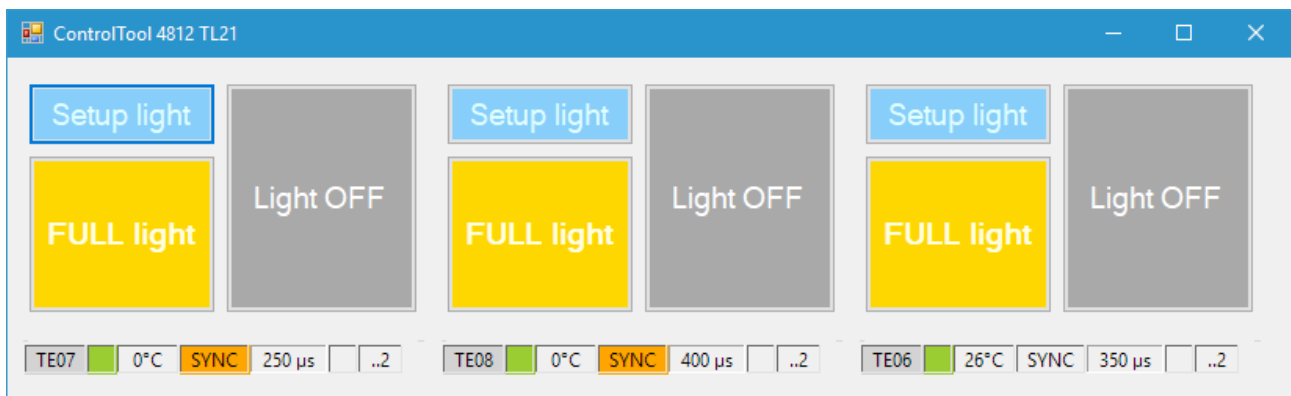 ControlTool 4812 TL21
Setup light Setup light Setup light
Light OFF Light OFF Light OFF
FULL light FULL light FULL light
TE07 0°C SYNC 250 µs ..2 TE08 0°C SYNC 400 µs ..2 TE06 26°C SYNC 350 µs ..2